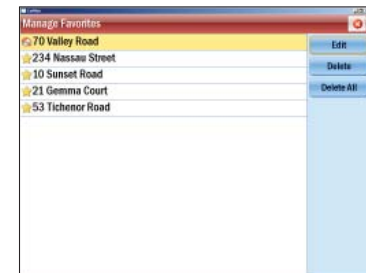 Manage Favorites
70 Valley Road
234 Nassau Street
10 Sunset Road
21 Gemma Court
53 Tichenor Road
Edit
Delete
Delete All